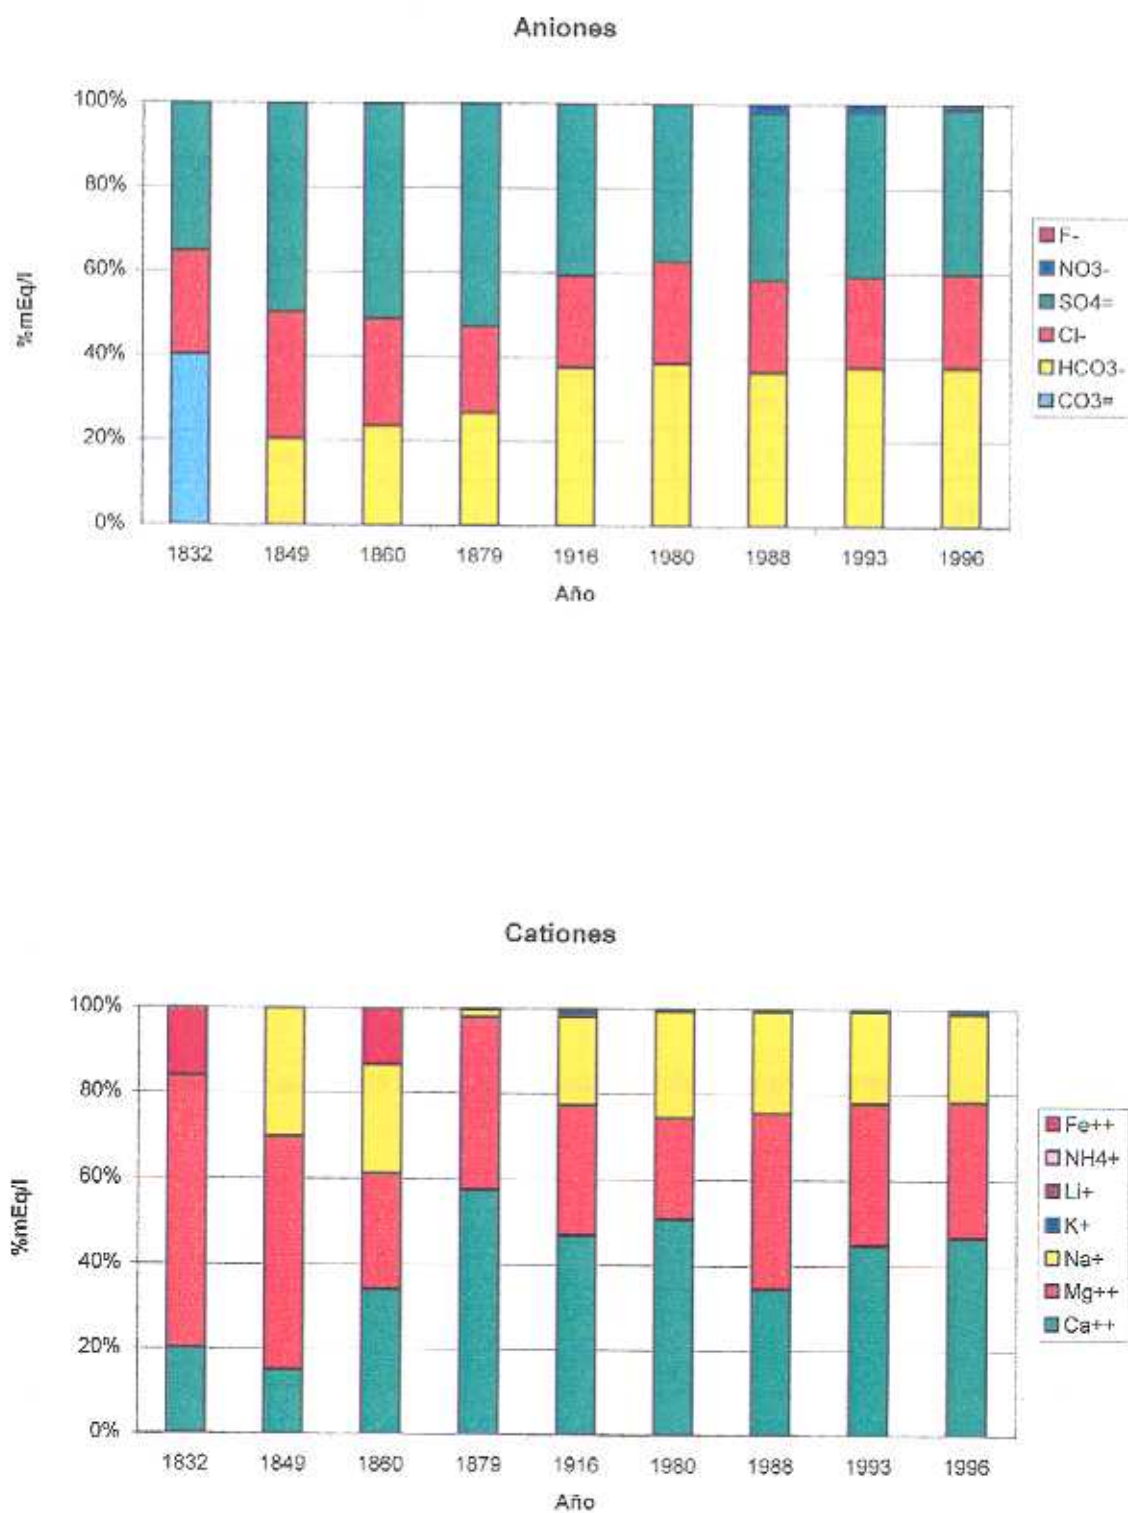 Aniones
100%
80%
60%
40%
20%
0%
%mEq/l
1832 1849 1860 1879 1916 1980 1988 1993 1996
Año
F-
NO3-
SO4=
Cl-
HCO3-
CO3=
Cationes
100%
80%
60%
40%
20%
0%
%mEq/l
1832 1849 1860 1879 1916 1980 1988 1993 1996
Año
Fe++
NH4+
Li+
K+
Na+
Mg++
Ca++